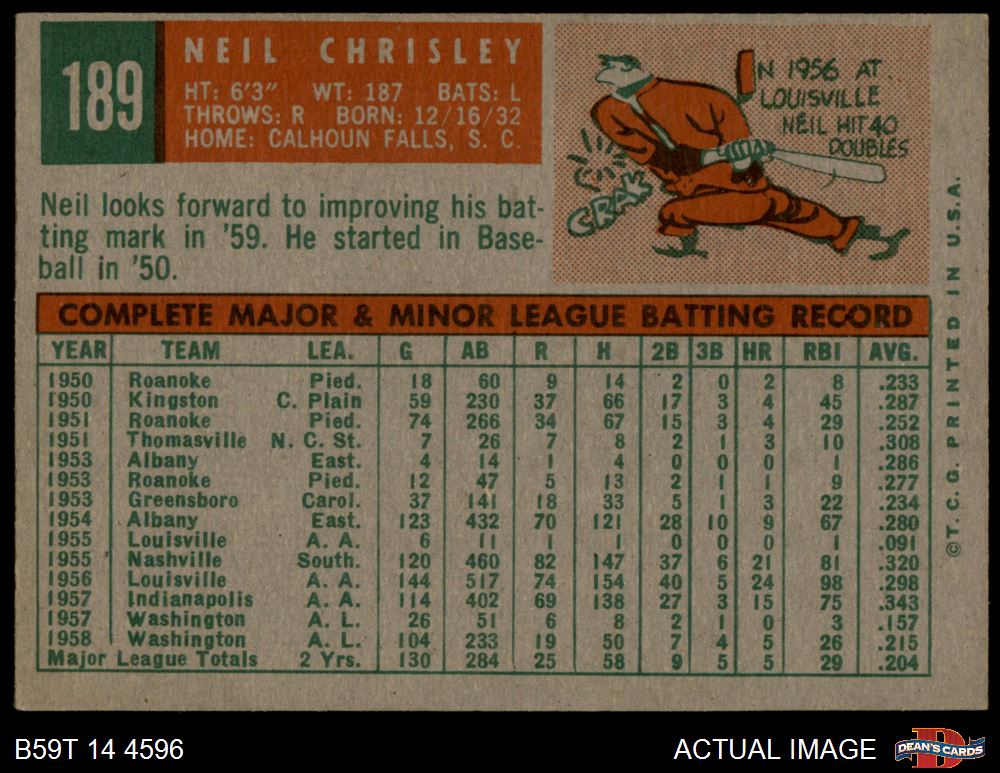 189
NEIL CHRISLEY
HT: 6'3" WT: 187 BATS: L
THROWS: R BORN: 12/16/32
HOME: CALHOUN FALLS, S. C.
IN 1956 AT
LOUISVILLE
NEIL HIT 40
DOUBLES
CRAK
Neil looks forward to improving his bat-
ting mark in '59. He started in Base-
ball in '50.
COMPLETE MAJOR & MINOR LEAGUE BATTING RECORD
YEAR TEAM LEA. G AB R H 2B 3B HR RBI AVG.
1950 Roanoke Pied. 18 60 9 14 2 0 2 8 .233
1950 Kingston C. Plain 59 230 37 66 17 3 4 45 .287
1951 Roanoke Pied. 74 266 34 67 15 3 4 29 .252
1951 Thomasville N. C. St. 7 26 7 8 2 1 3 10 .308
1953 Albany East. 4 14 1 4 0 0 0 1 .286
1953 Roanoke Pied. 12 47 5 13 2 1 1 9 .277
1953 Greensboro Carol. 37 141 18 33 5 1 3 22 .234
1954 Albany East. 123 432 70 121 28 10 9 67 .280
1955 Louisville A. A. 6 11 1 1 0 0 0 1 .091
1955 Nashville South. 120 460 82 147 37 6 21 81 .320
1956 Louisville A. A. 144 517 74 154 40 5 24 98 .298
1957 Indianapolis A. A. 114 402 69 138 27 3 15 75 .343
1957 Washington A. L. 26 51 6 8 2 1 0 3 .157
1958 Washington A. L. 104 233 19 50 7 4 5 26 .215
Major League Totals 2 Yrs. 130 284 25 58 9 5 5 29 .204
©T.C.G. PRINTED IN U.S.A.
B59T 14 4596
ACTUAL IMAGE
D
DEAN'S CARDS